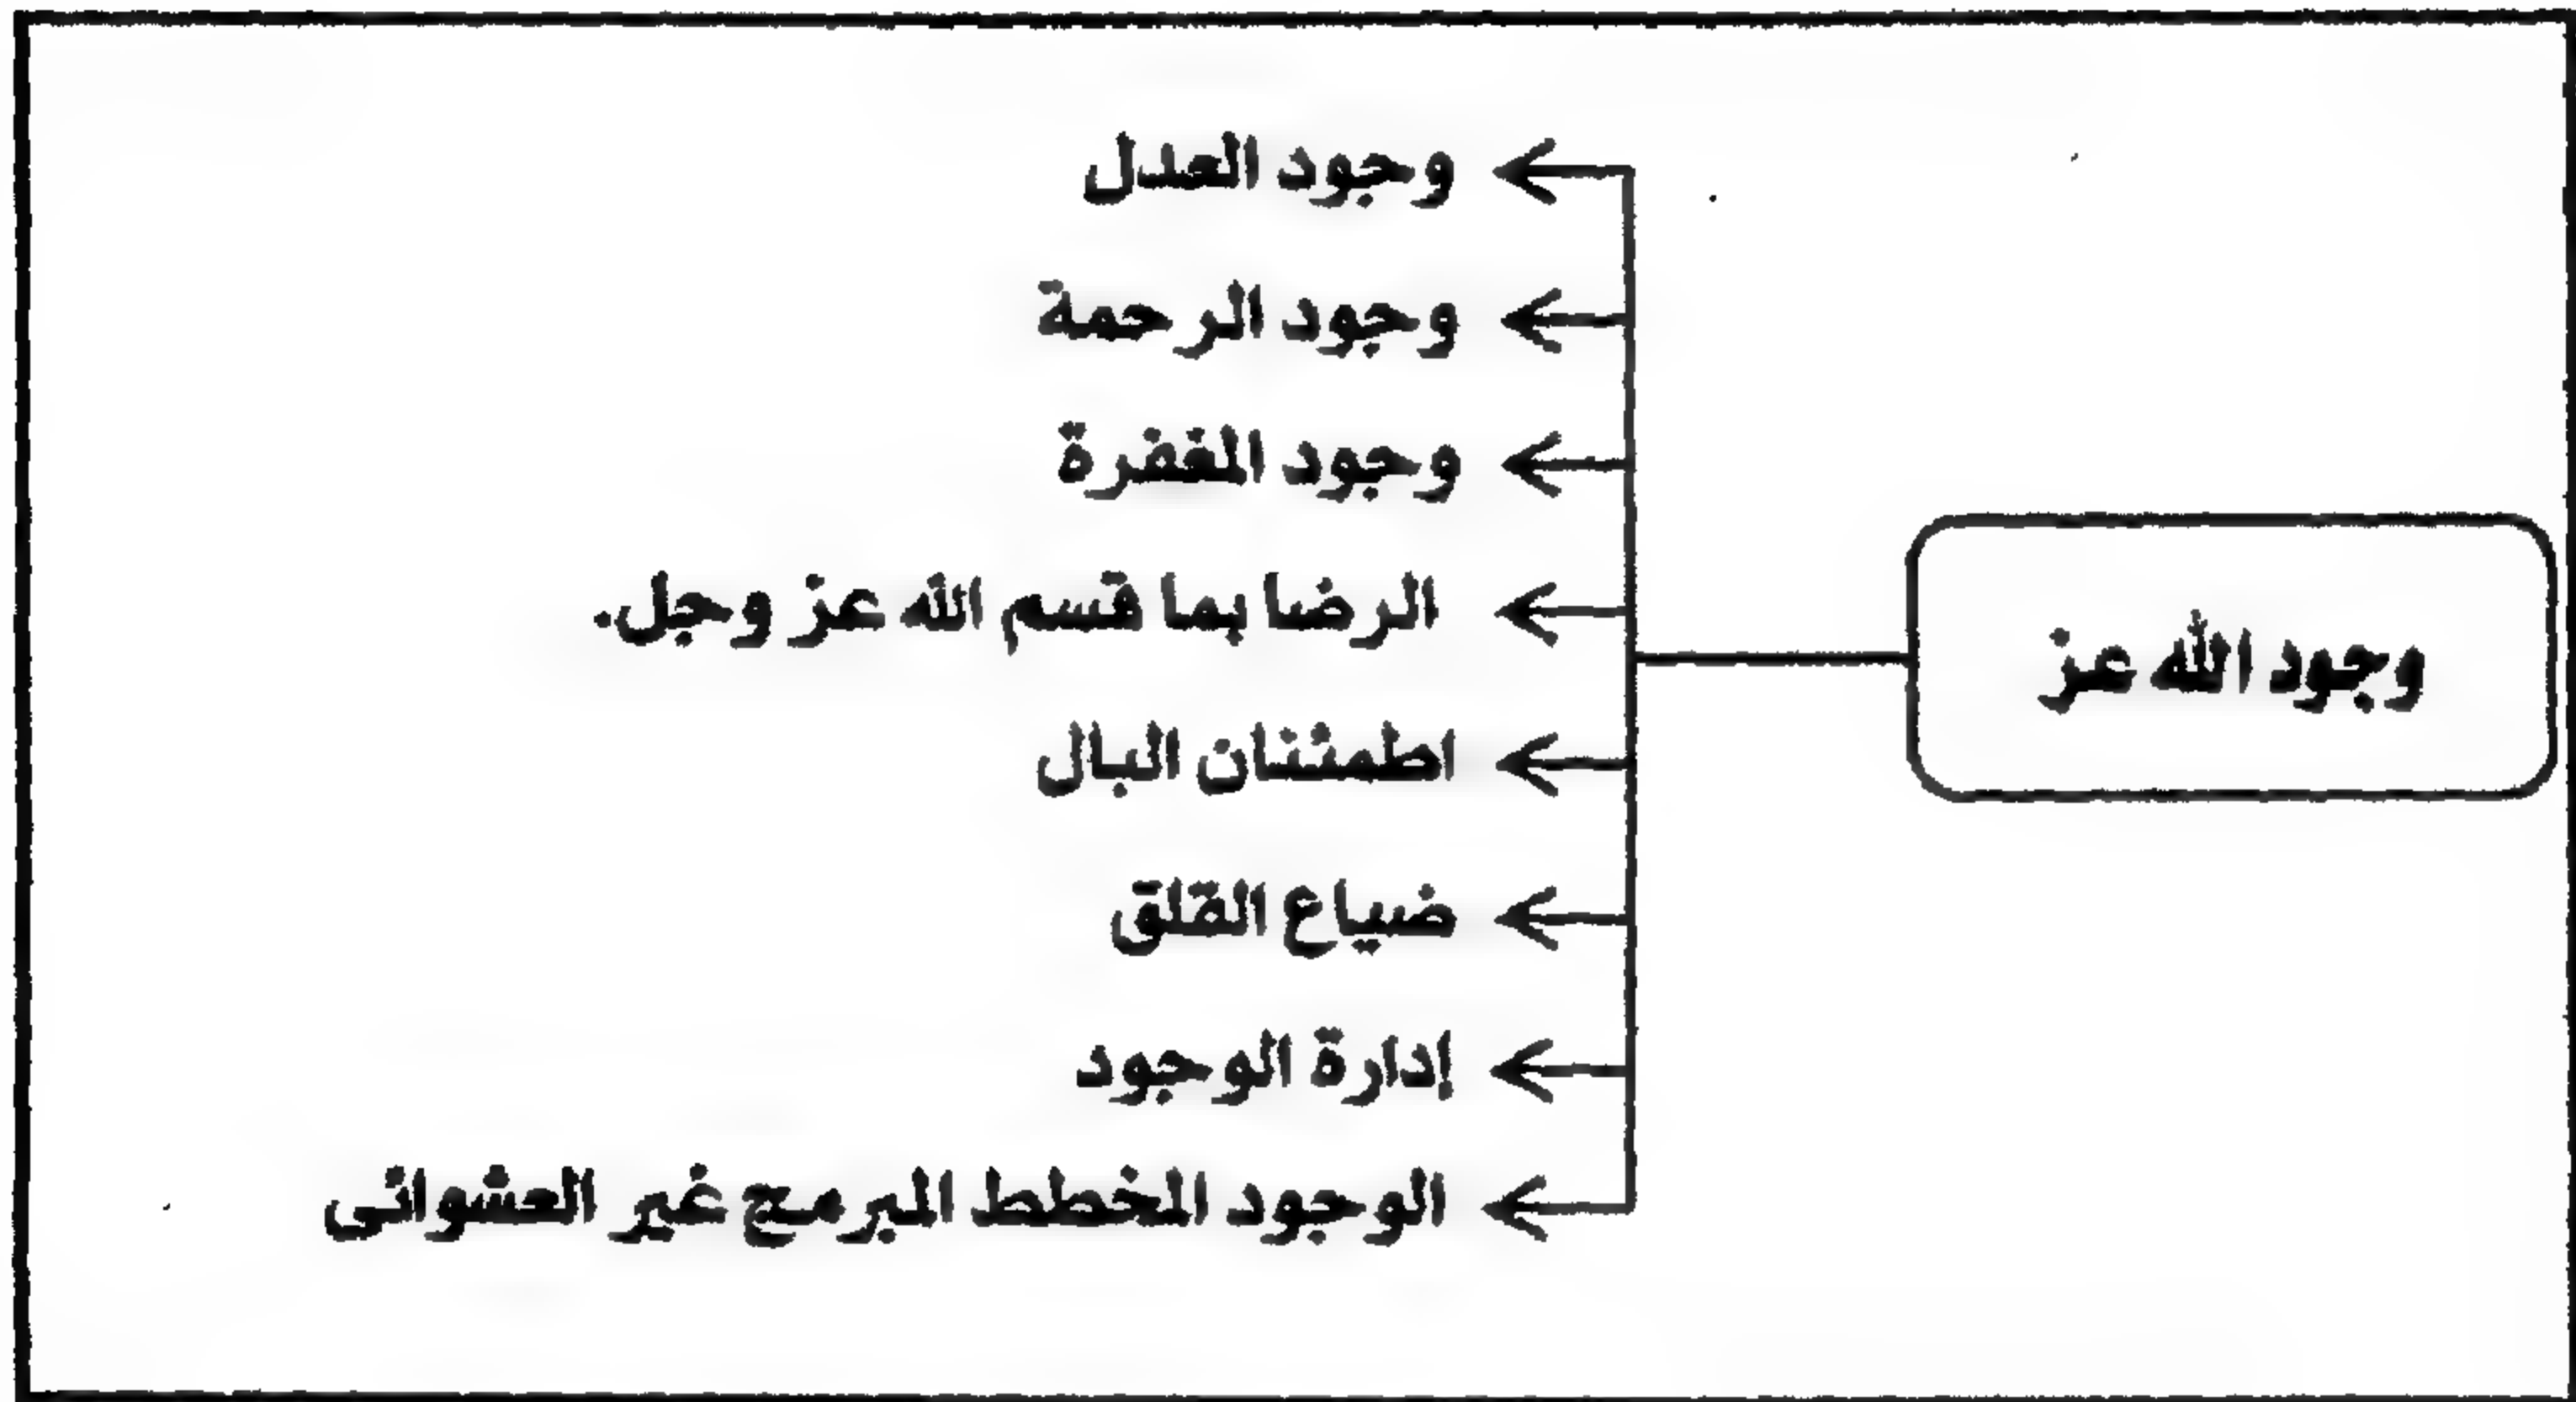 وجود الله عز
وجود العدل
وجود الرحمة
وجود المغفرة
الرضا بما قسم الله عز وجل.
اطمئنان البال
ضياع القلق
إدارة الوجود
الوجود المخطط المبرمج غير العشوائى